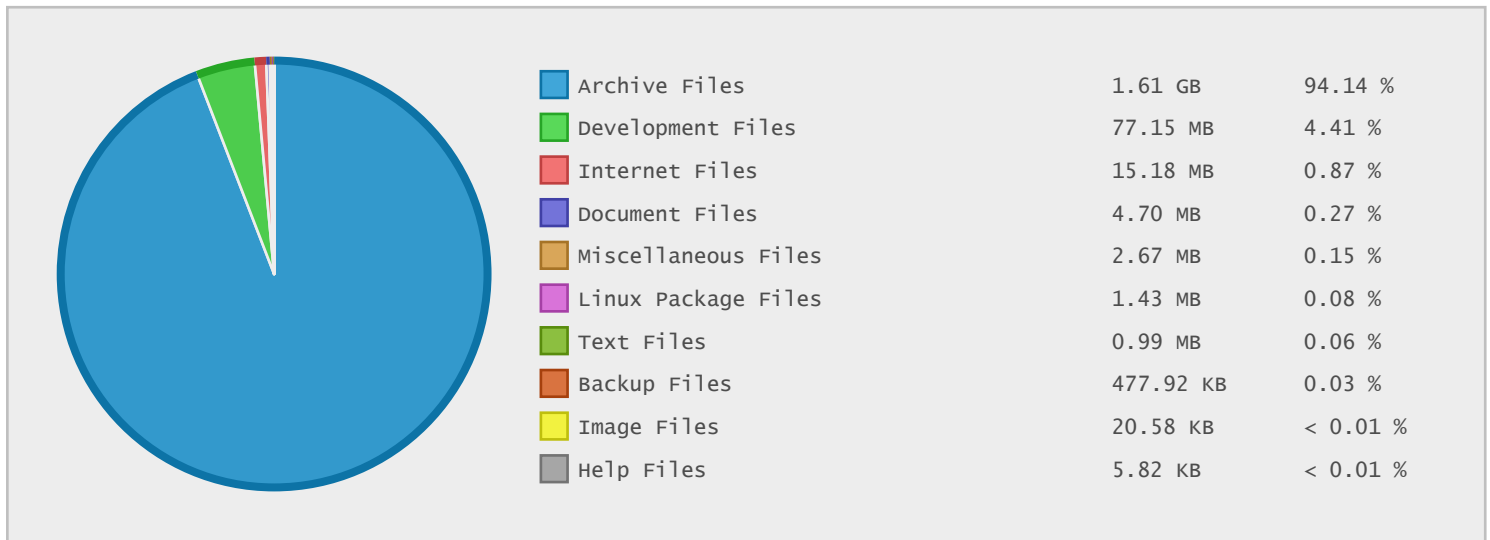 Archive Files 1.61 GB 94.14 %
Development Files 77.15 MB 4.41 %
Internet Files 15.18 MB 0.87 %
Document Files 4.70 MB 0.27 %
Miscellaneous Files 2.67 MB 0.15 %
Linux Package Files 1.43 MB 0.08 %
Text Files 0.99 MB 0.06 %
Backup Files 477.92 KB 0.03 %
Image Files 20.58 KB < 0.01 %
Help Files 5.82 KB < 0.01 %